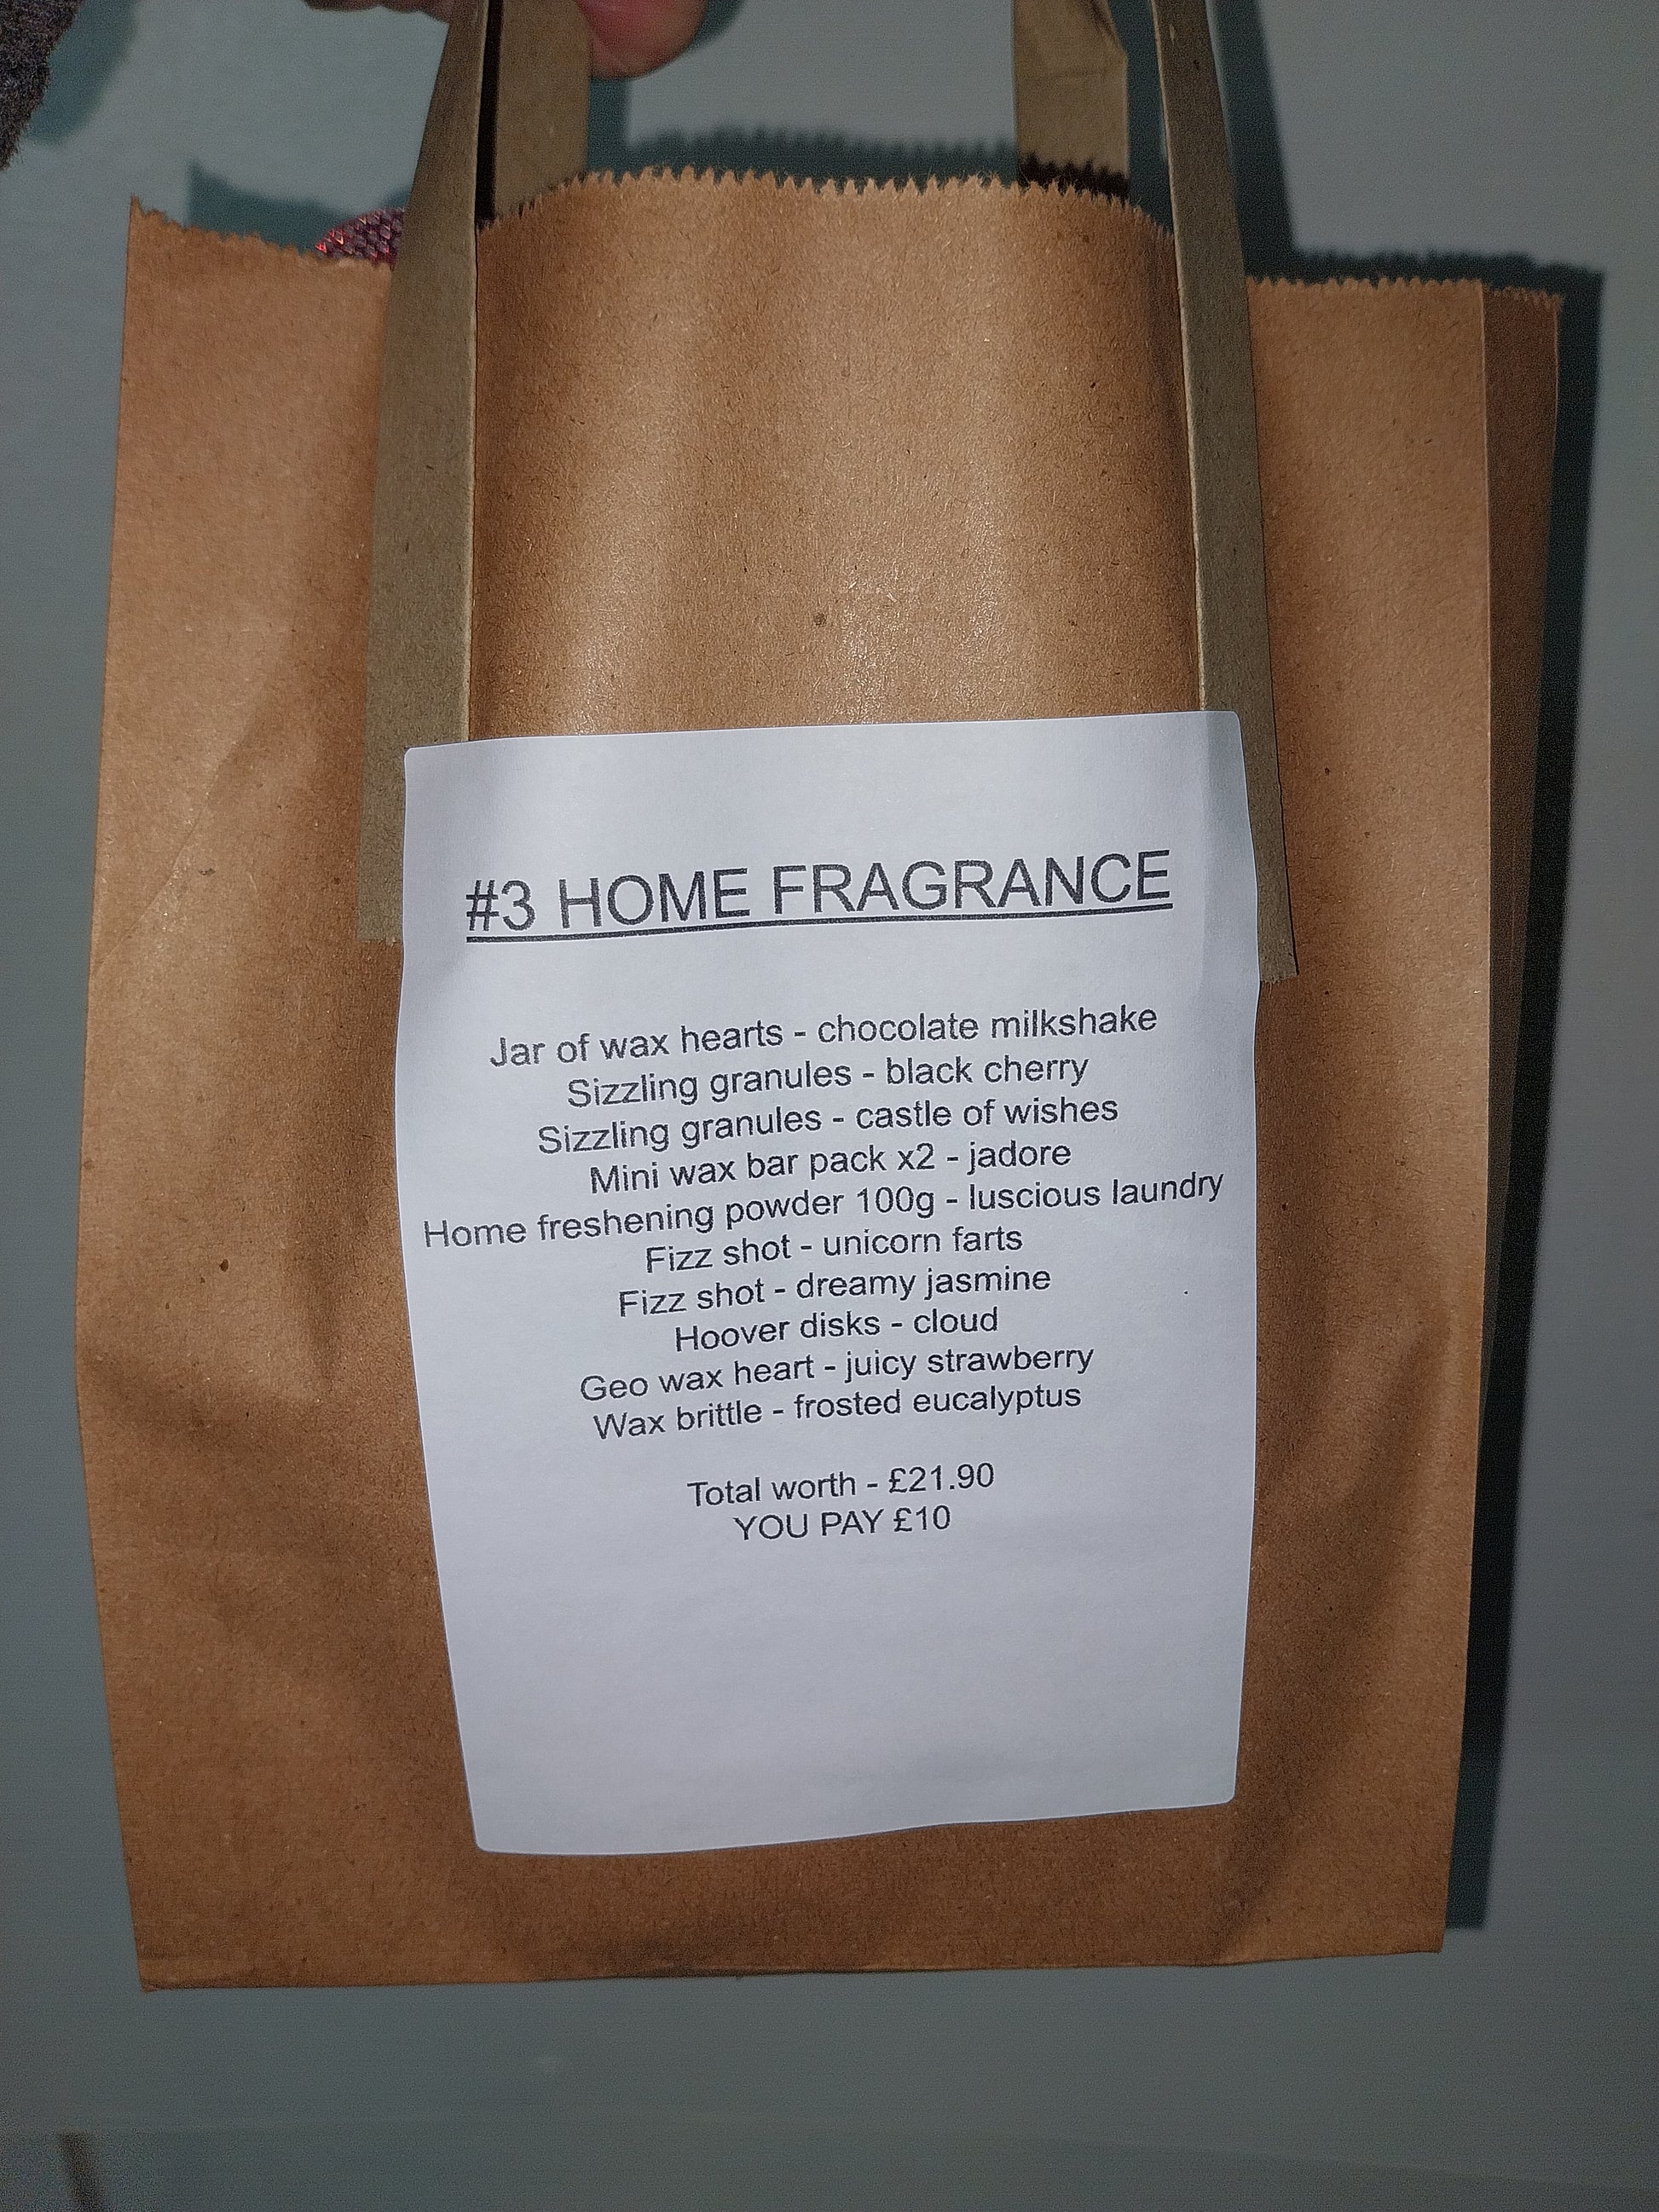 #3 HOME FRAGRANCE
Jar of wax hearts - chocolate milkshake
Sizzling granules - black cherry
Sizzling granules - castle of wishes
Mini wax bar pack x2 - jadore
Home freshening powder 100g - luscious laundry
Fizz shot - unicorn farts
Fizz shot - dreamy jasmine
Hoover disks - cloud
Geo wax heart - juicy strawberry
Wax brittle - frosted eucalyptus
Total worth - £21.90
YOU PAY £10